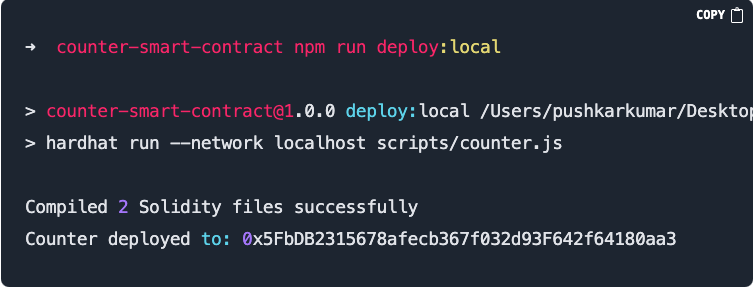 COPY
➜ counter-smart-contract npm run deploy:local
> counter-smart-contract@1.0.0 deploy:local /Users/pushkarkumar/Desktop
> hardhat run --network localhost scripts/counter.js
Compiled 2 Solidity files successfully
Counter deployed to: 0x5FbDB2315678afecb367f032d93F642f64180aa3